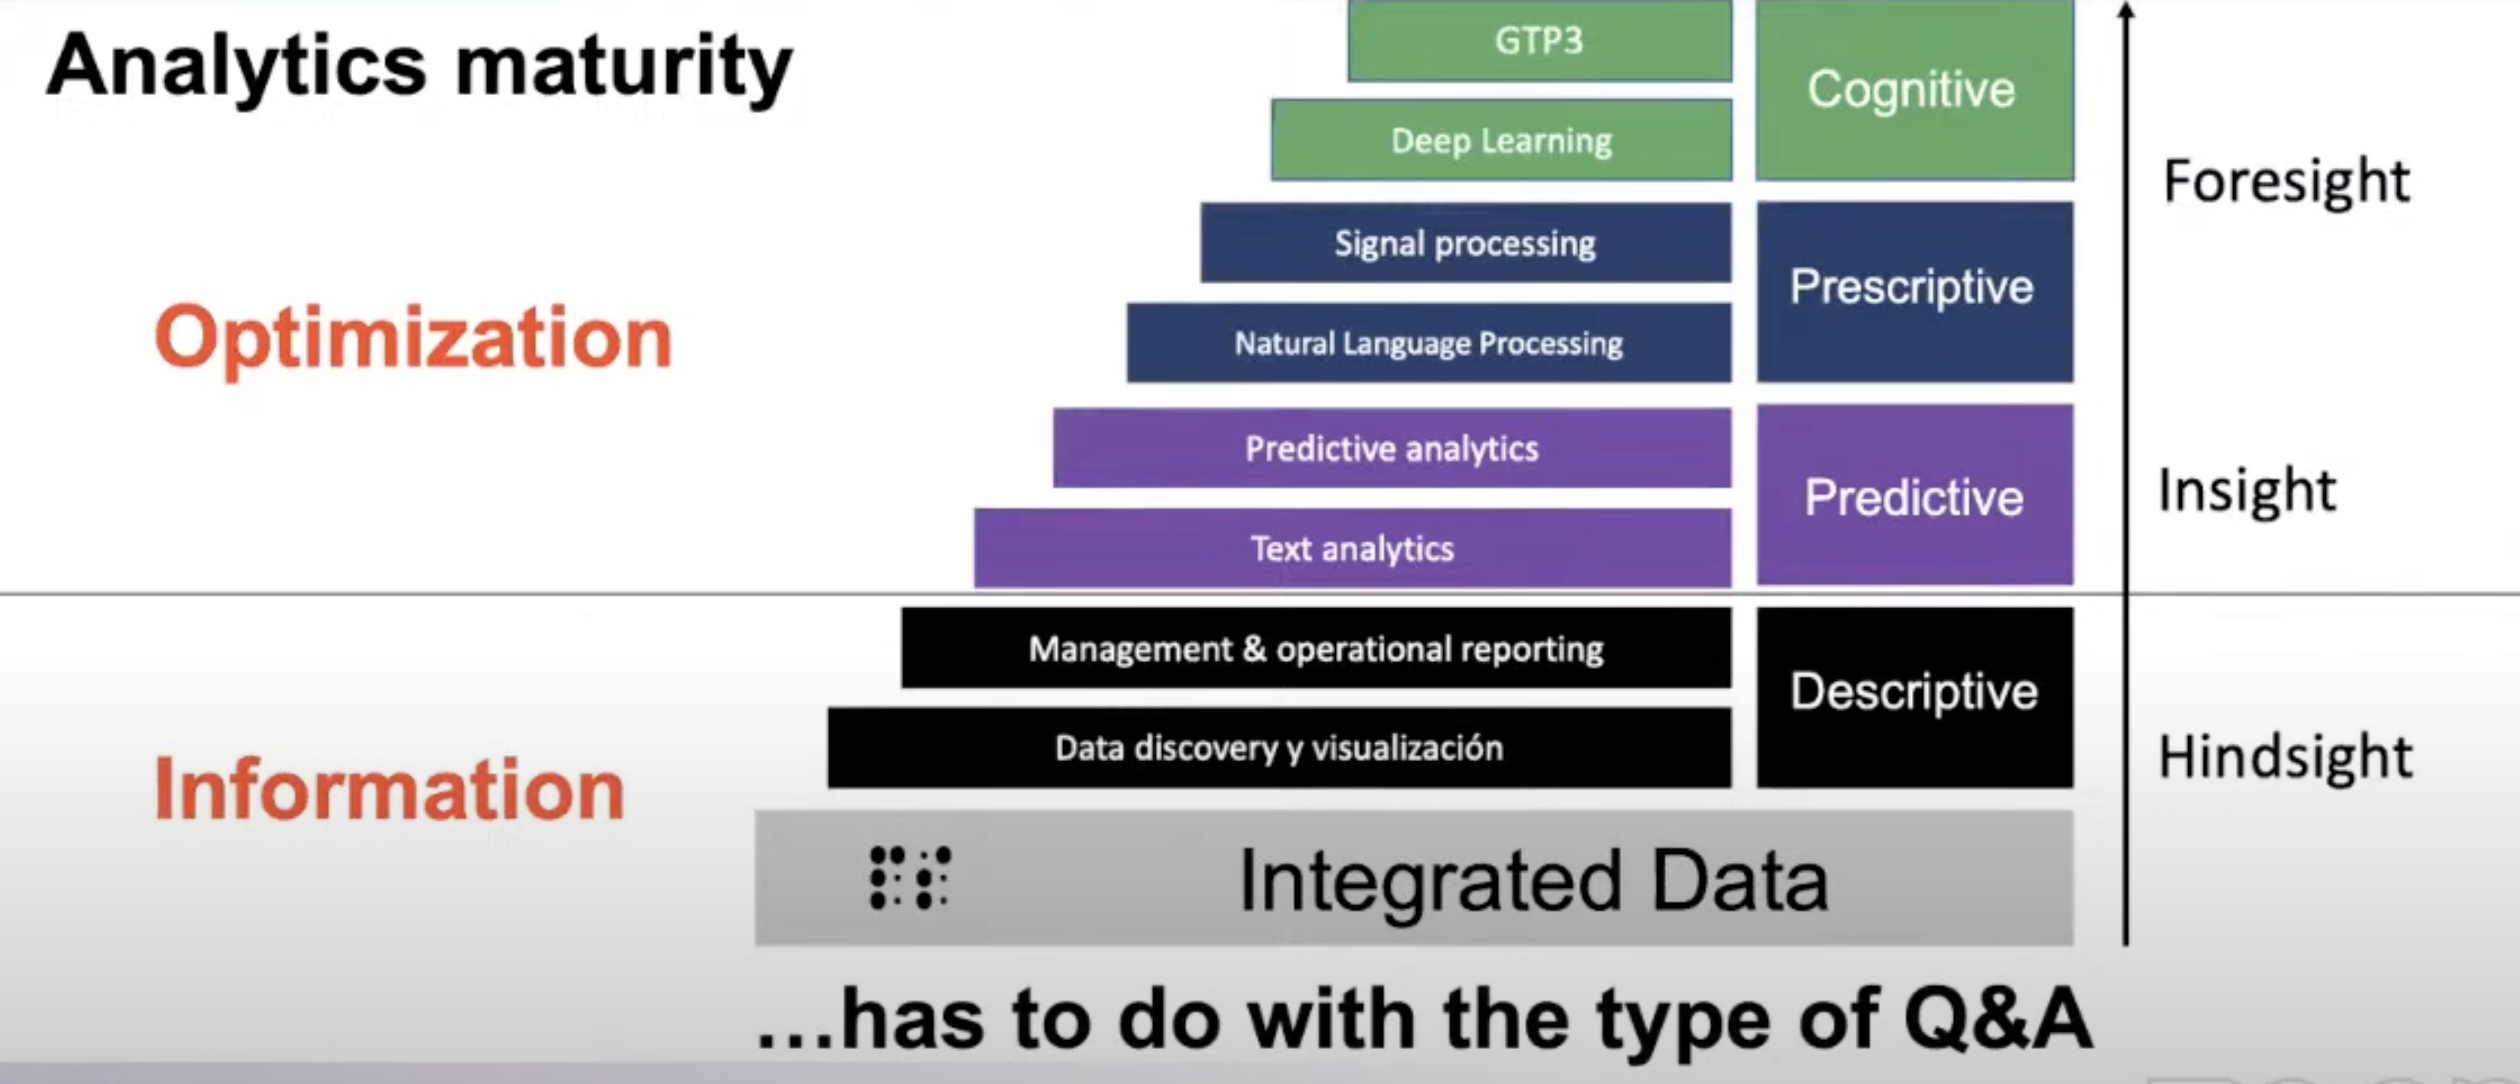 Analytics maturity
GTP3
Cognitive
Deep Learning
Foresight
Signal processing
Prescriptive
Optimization
Natural Language Processing
Predictive analytics
Predictive
Insight
Text analytics
Management & operational reporting
Descriptive
Data discovery y visualización
Hindsight
Information
Integrated Data
...has to do with the type of Q&A